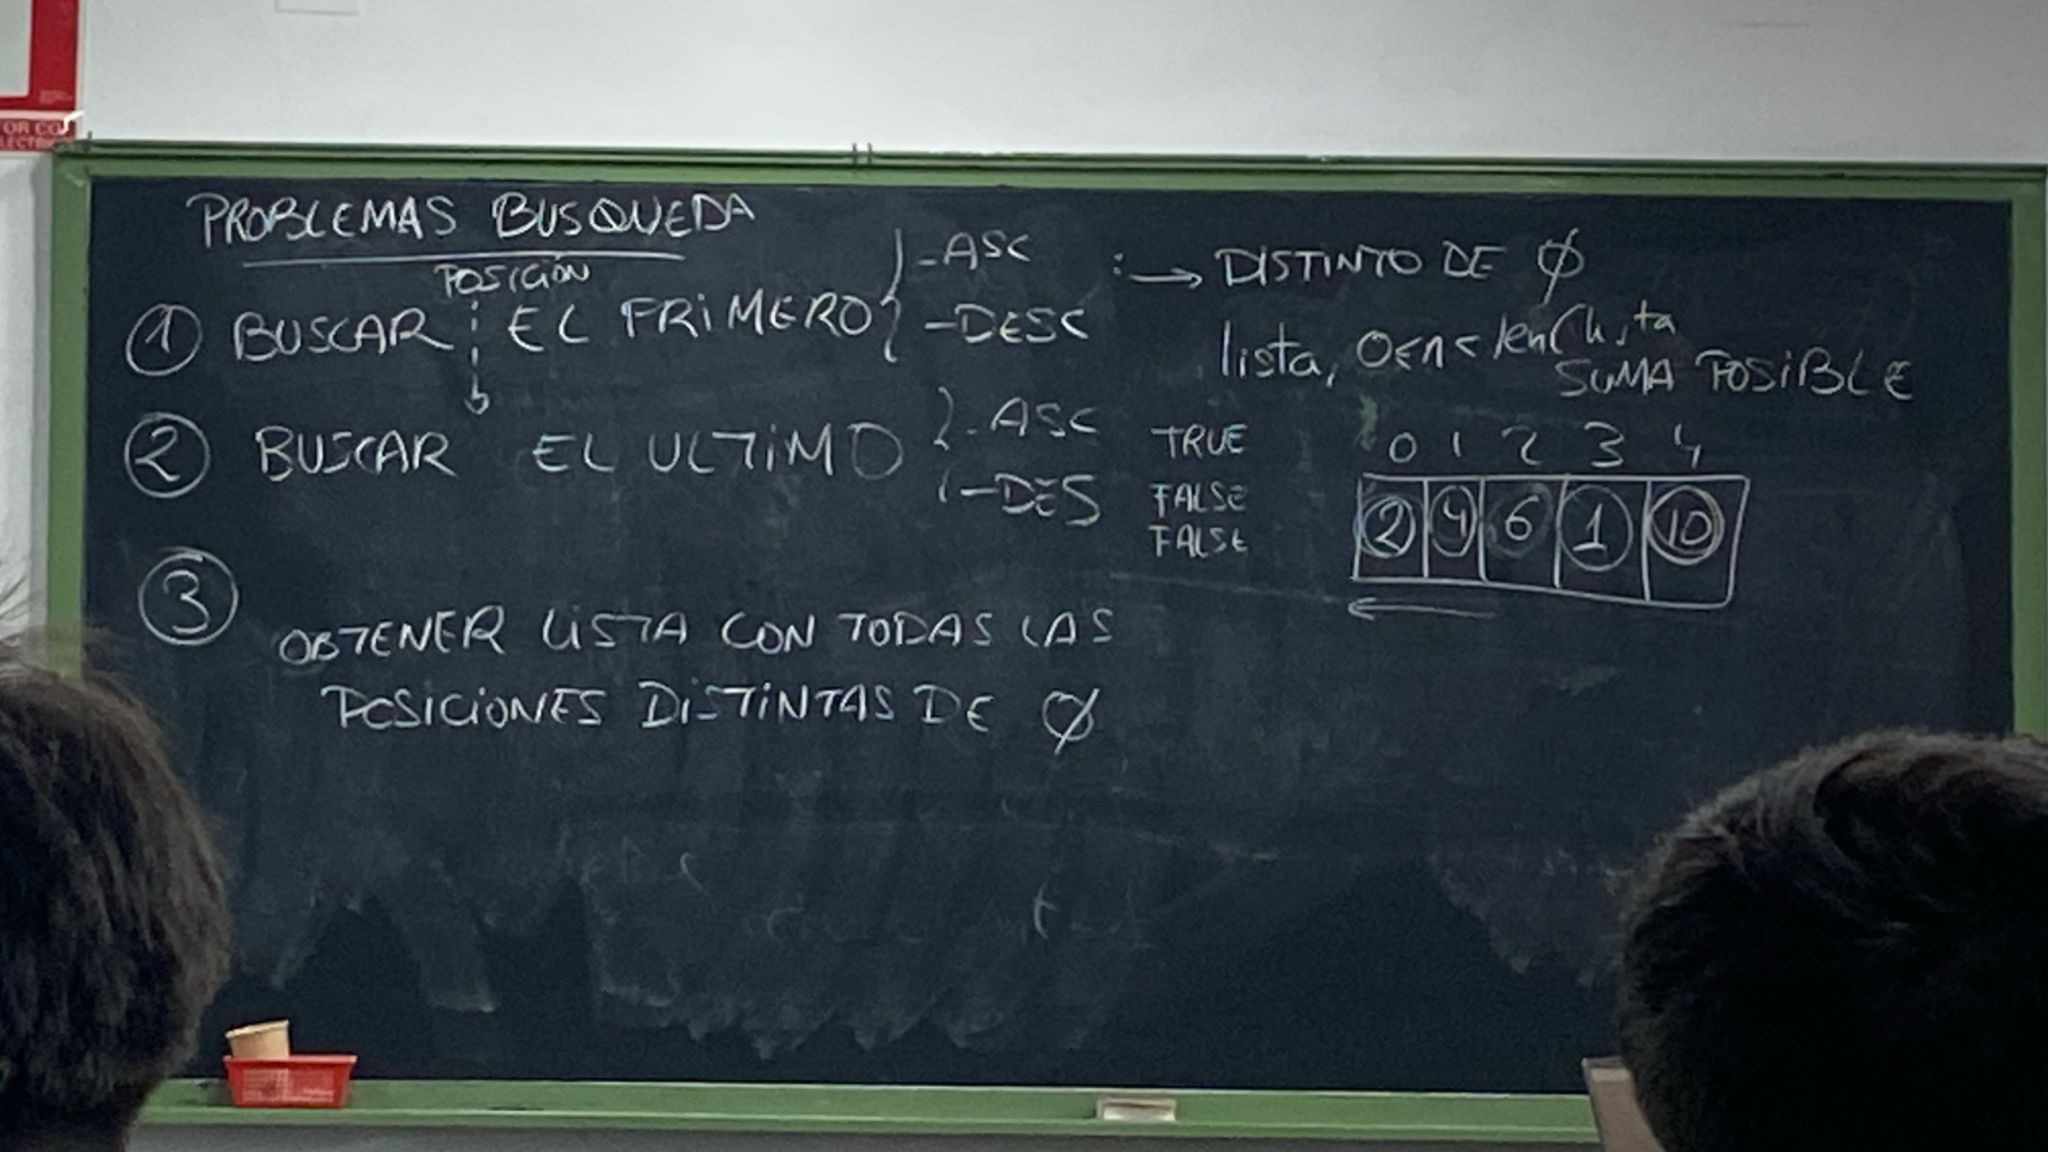 OR CO
LECTRI
PROBLEMAS BUSQUEDA
POSICIÓN
① BUSCAR EL PRIMERO
- ASC
- DESC
② BUSCAR EL ULTIMO
- ASC
- DES
③ OBTENER LISTA CON TODAS LAS
POSICIONES DISTINTAS DE Ø
: → DISTINTO DE Ø
lista, 0≤n< len(lista
SUMA POSIBLE
TRUE
FALSE
FALSE
0 1 2 3 4
2 4 6 1 10